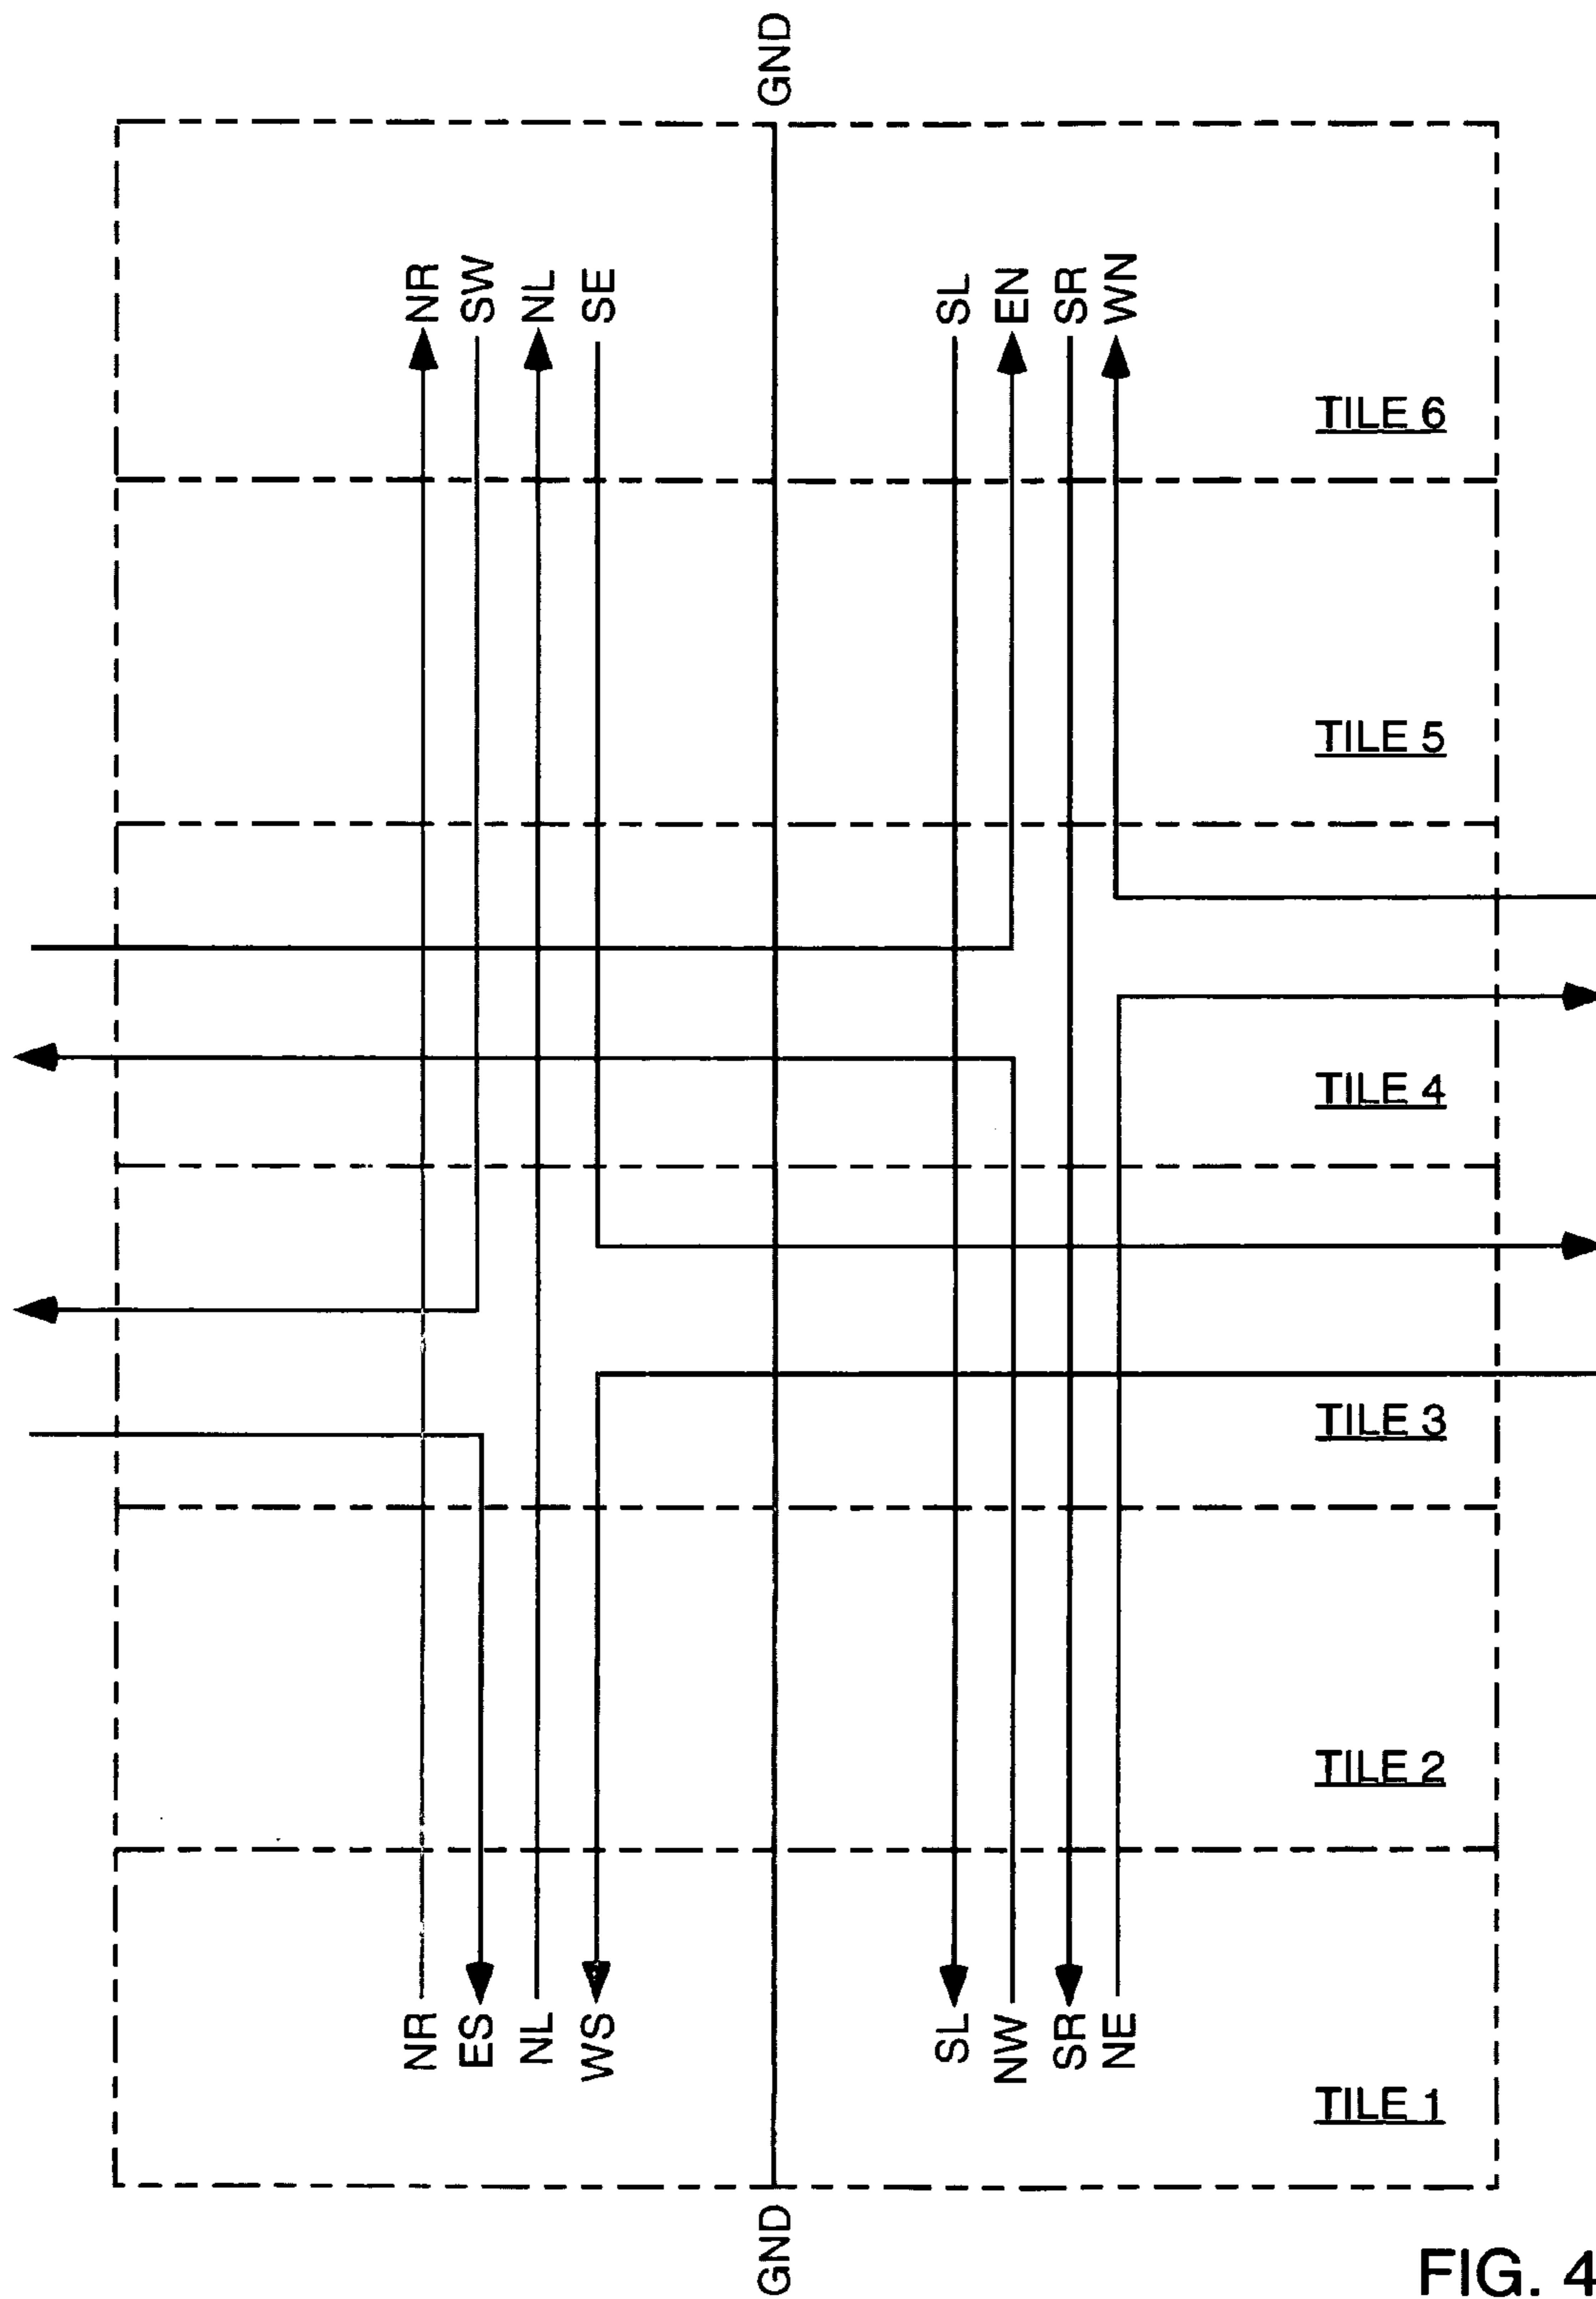 GND
NR
SW
NL
SE
SL
EN
SR
WN
TILE 6
TILE 5
TILE 4
TILE 3
TILE 2
TILE 1
NR
ES
NL
WS
SL
NW
SR
NE
GND
FIG. 4